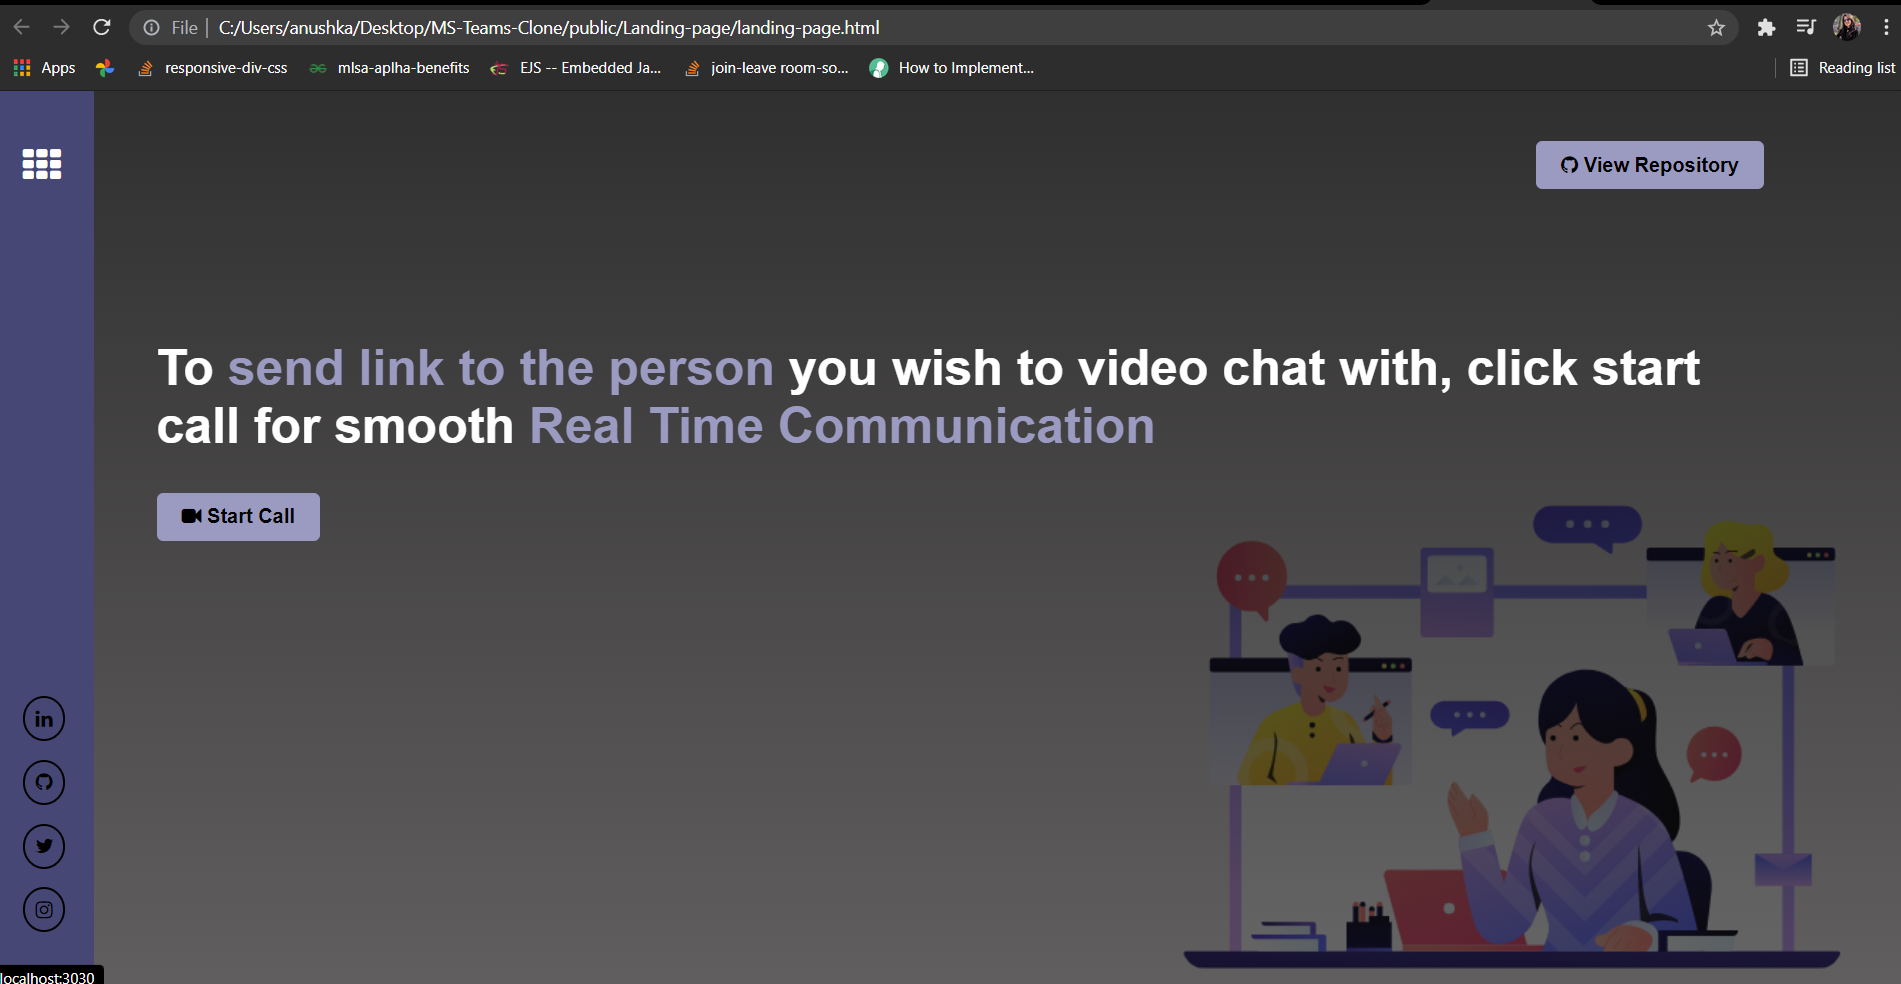 File | C:/Users/anushka/Desktop/MS-Teams-Clone/public/Landing-page/landing-page.html
Apps responsive-div-css mlsa-aplha-benefits EJS -- Embedded Ja... join-leave room-so... How to Implement... Reading list
View Repository
To send link to the person you wish to video chat with, click start
call for smooth Real Time Communication
Start Call
in
localhost:3030